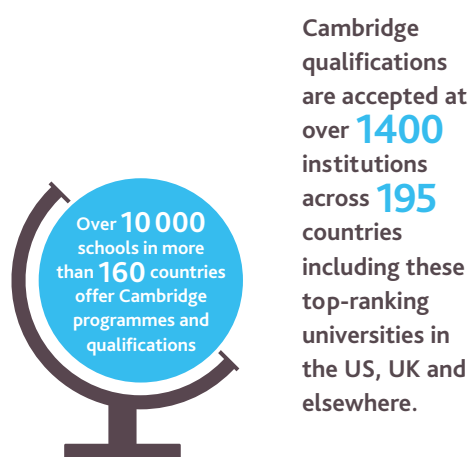 Cambridge
qualifications
are accepted at
over 1400
institutions
across 195
countries
including these
top-ranking
universities in
the US, UK and
elsewhere.
Over 10 000
schools in more
than 160 countries
offer Cambridge
programmes and
qualifications